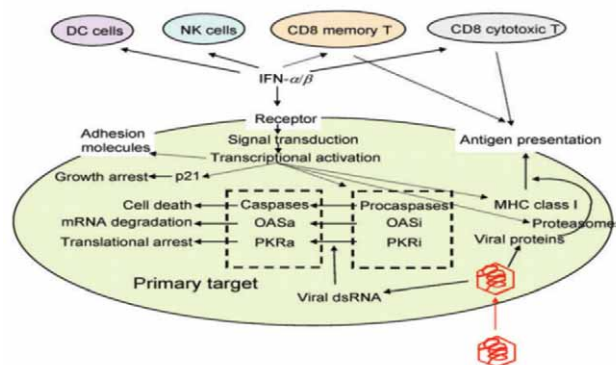 DC cells
NK cells
CD8 memory T
CD8 cytotoxic T
IFN-α/β
Receptor
Adhesion
molecules
Signal transduction
Transcriptional activation
Antigen presentation
Growth arrest
p21
Cell death
Caspases
Procaspases
MHC class I
mRNA degradation
OASa
OASi
Proteasome
Translational arrest
PKRa
PKRi
Viral proteins
Primary target
Viral dsRNA